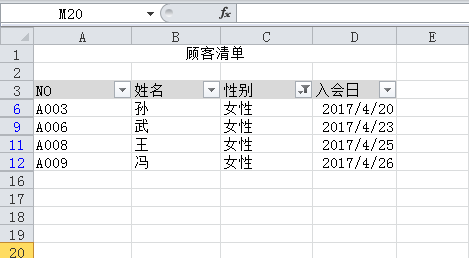 M20 fx
A B C D E
1 顾客清单
2
3 NO 姓名 性别 入会日
6 A003 孙 女性 2017/4/20
9 A006 武 女性 2017/4/23
11 A008 王 女性 2017/4/25
12 A009 冯 女性 2017/4/26
16
17
18
19
20